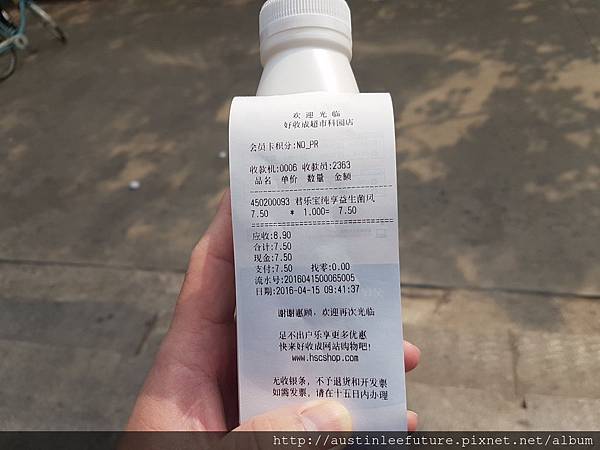 欢迎光临
好收成超市科园店
会员卡积分:NO_PR
收款机:0006 收款员:2363
品名 单价 数量 金额
450200093 君乐宝纯享益生菌风
7.50 * 1.000= 7.50
应收:8.90
合计:7.50
现金:7.50
支付:7.50 找零:0.00
流水号:2016041500065005
日期:2016-04-15 09:41:37
谢谢惠顾，欢迎再次光临
足不出户乐享更多优惠
快来好收成网站购物吧!
www.hscshop.com
无收银条，不予退货和开发票
如需发票，请在十五日内办理
http://austinleefuture.pixnet.net/album